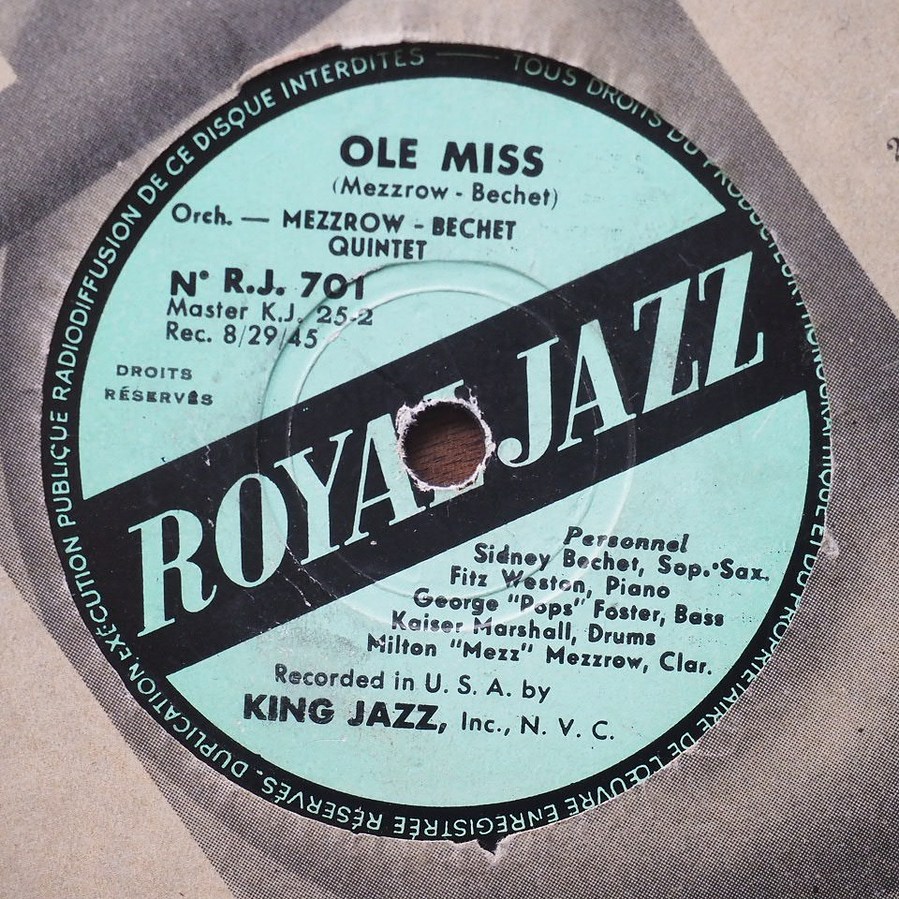 OLE MISS
(Mezzrow - Bechet)
Orch. — MEZZROW - BECHET
QUINTET
N° R.J. 701
Master K.J. 25-2
Rec. 8/29/45
DROITS
RÉSERVÉS
ROYAL JAZZ
Personnel
Sidney Bechet, Sop. Sax.
Fitz Weston, Piano
George "Pops" Foster, Bass
Kaiser Marshall, Drums
Milton "Mezz" Mezzrow, Clar.
Recorded in U. S. A. by
KING JAZZ, Inc., N. V. C.
TOUS DROITS DU PRODUCTEUR PHONOGRAPHIQUE ET DU PROPRIETAIRE DE L'ŒUVRE ENREGISTRÉE RÉSERVÉS. DUPLICATION EXÉCUTION PUBLIQUE RADIODIFFUSION DE CE DISQUE INTERDITES —